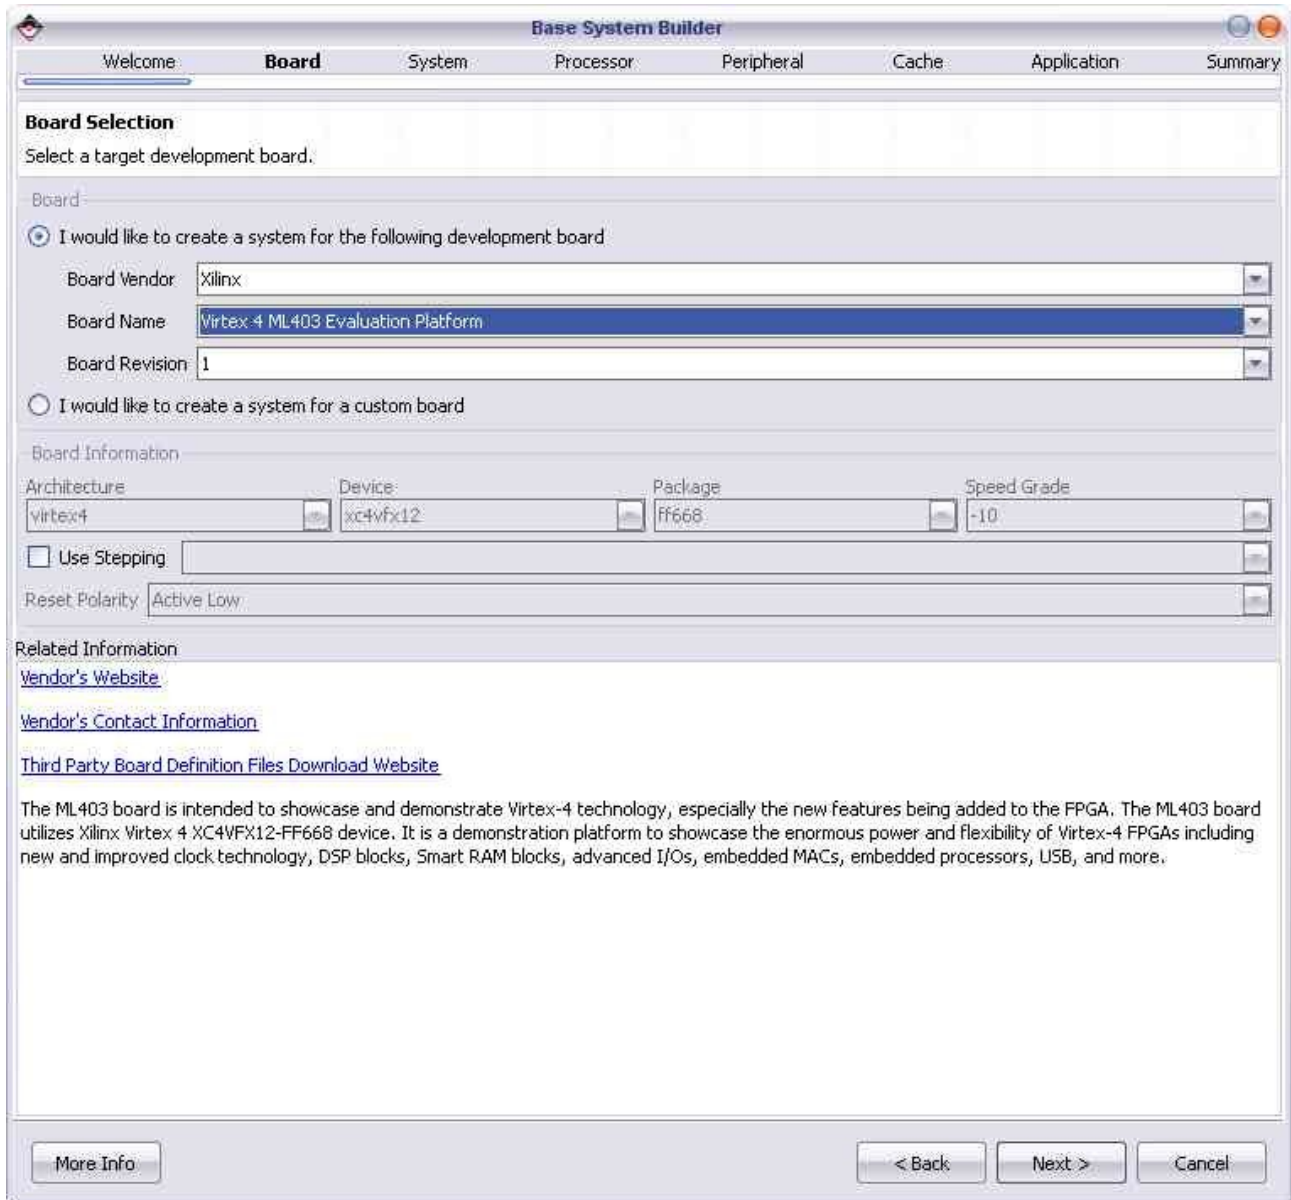 Base System Builder
Welcome Board System Processor Peripheral Cache Application Summary
Board Selection
Select a target development board.
Board
I would like to create a system for the following development board
Board Vendor Xilinx
Board Name Virtex 4 ML403 Evaluation Platform
Board Revision 1
I would like to create a system for a custom board
Board Information
Architecture Device Package Speed Grade
virtex4 xc4vfx12 ff668 -10
Use Stepping
Reset Polarity Active Low
Related Information
Vendor's Website
Vendor's Contact Information
Third Party Board Definition Files Download Website
The ML403 board is intended to showcase and demonstrate Virtex-4 technology, especially the new features being added to the FPGA. The ML403 board
utilizes Xilinx Virtex 4 XC4VFX12-FF668 device. It is a demonstration platform to showcase the enormous power and flexibility of Virtex-4 FPGAs including
new and improved clock technology, DSP blocks, Smart RAM blocks, advanced I/Os, embedded MACs, embedded processors, USB, and more.
More Info < Back Next > Cancel